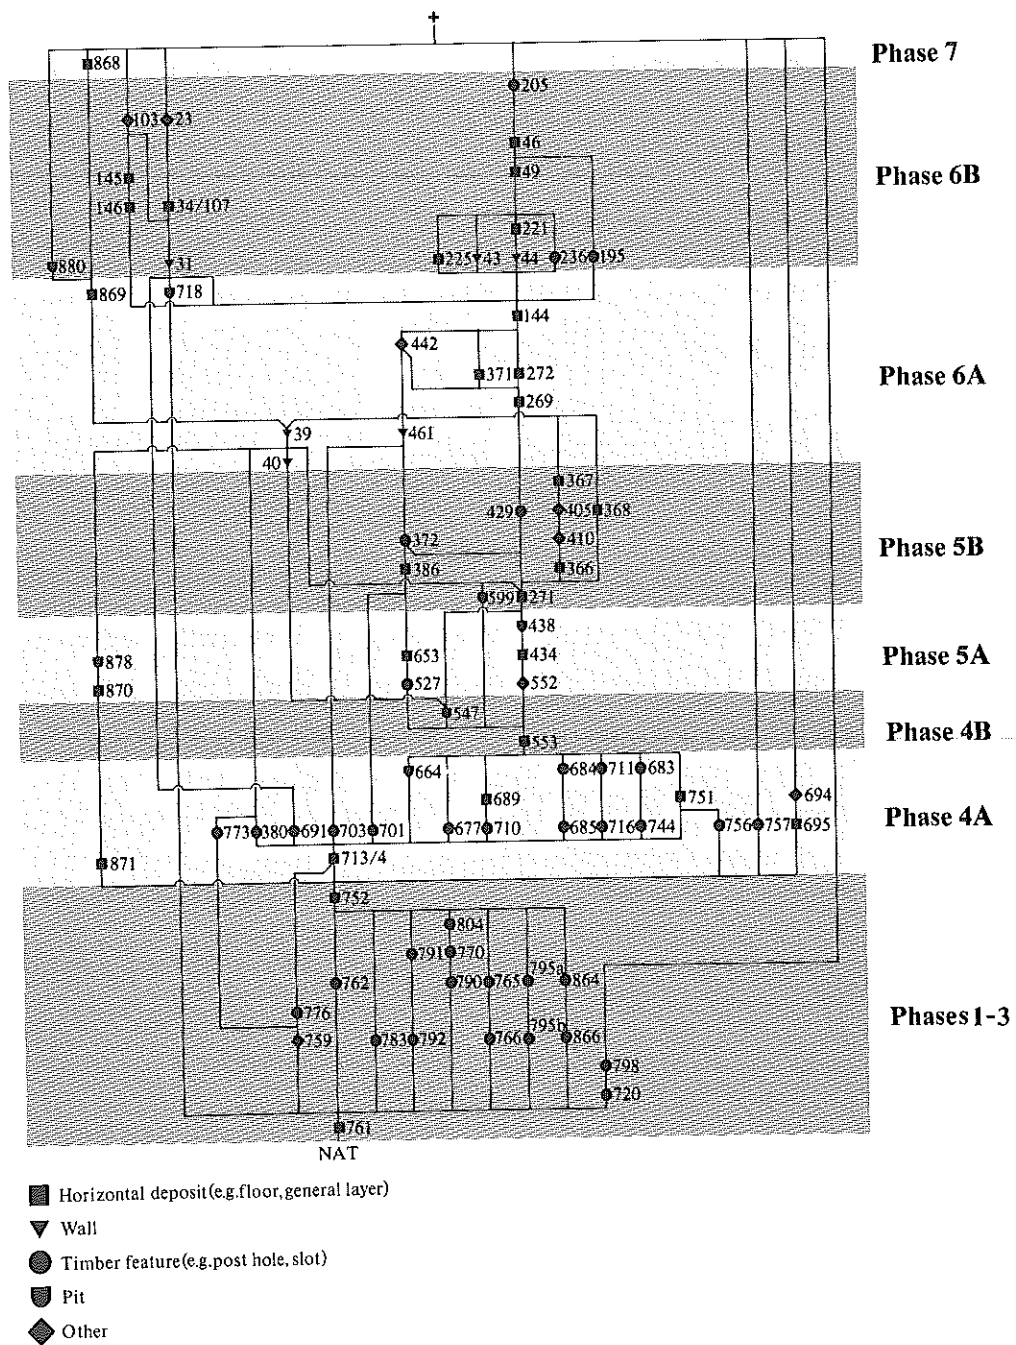 +
868
Phase 7
205
103 23
46
49
145
Phase 6B
146 34/107
221
225 43 44 236 195
880 31
869 718
144
442
371 272
Phase 6A
269
39 461
40
367
429 405 368
372 410
Phase 5B
386 366
599 271
438
878 653 434
Phase 5A
870 527 552
547
553
Phase 4B
664 684 711 683
689 751 694
Phase 4A
773 380 691 703 701 677 710 685 716 744 756 757 695
871 713/4
752
804
791 770
762 790 765 795a 864
776
Phases 1-3
759 783 792 766 795b 866
798
720
761
NAT
Horizontal deposit(e.g.floor,general layer)
Wall
Timber feature(e.g.post hole, slot)
Pit
Other